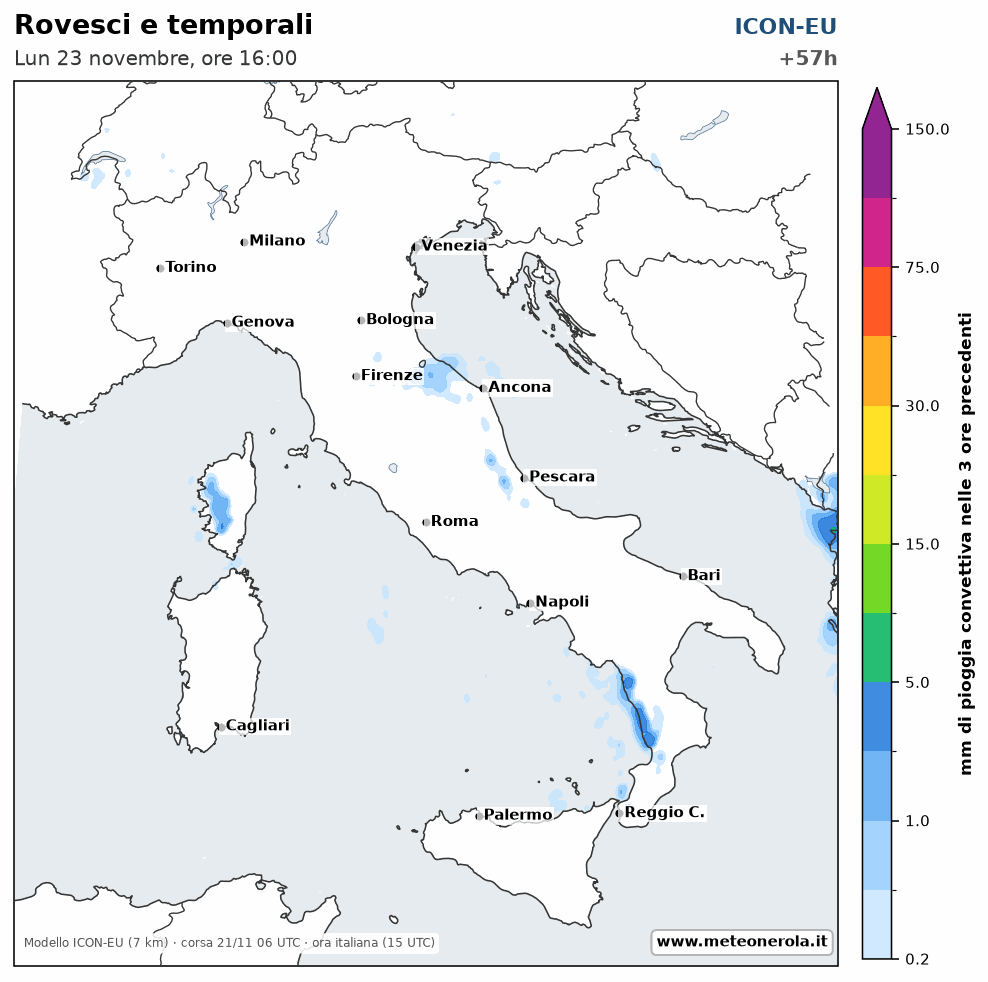 Rovesci e temporali
ICON-EU
Lun 23 novembre, ore 16:00
+57h
150.0
75.0
30.0
15.0
5.0
1.0
0.2
mm di pioggia convettiva nelle 3 ore precedenti
Milano
Venezia
Torino
Genova
Bologna
Firenze
Ancona
Pescara
Roma
Bari
Napoli
Cagliari
Palermo
Reggio C.
Modello ICON-EU (7 km) · corsa 21/11 06 UTC · ora italiana (15 UTC)
www.meteonerola.it